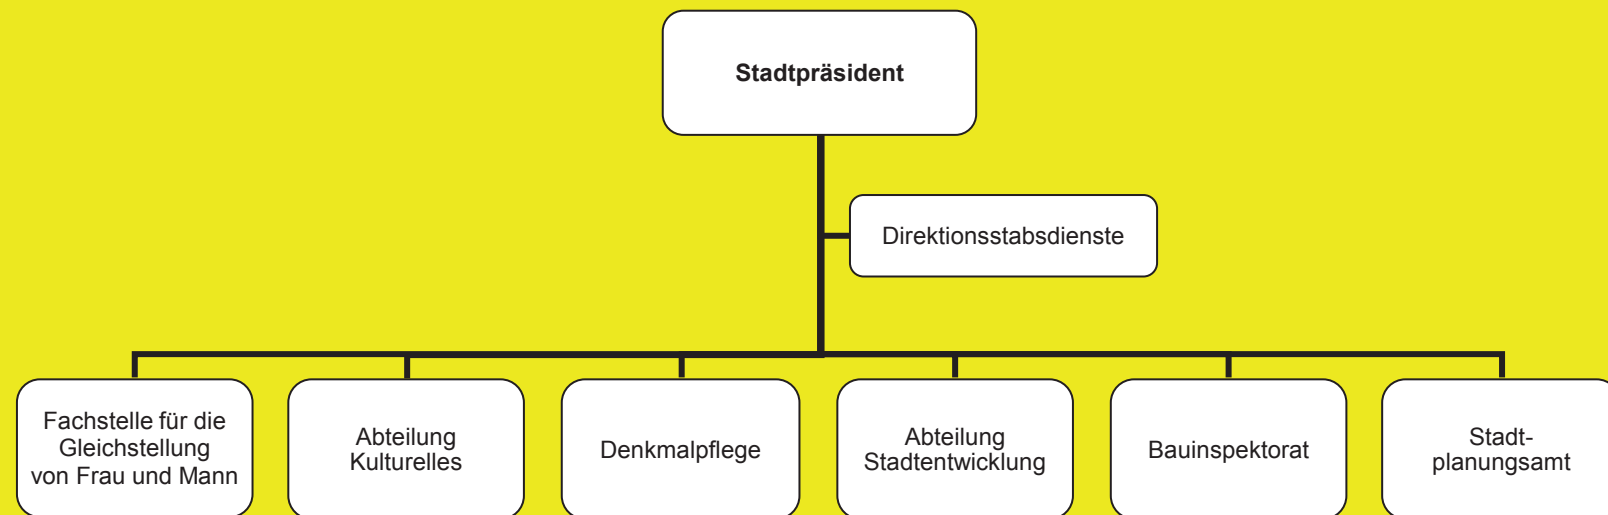 Stadtpräsident
Direktionsstabsdienste
Fachstelle für die
Gleichstellung
von Frau und Mann
Abteilung
Kulturelles
Denkmalpflege
Abteilung
Stadtentwicklung
Bauinspektorat
Stadt-
planungsamt